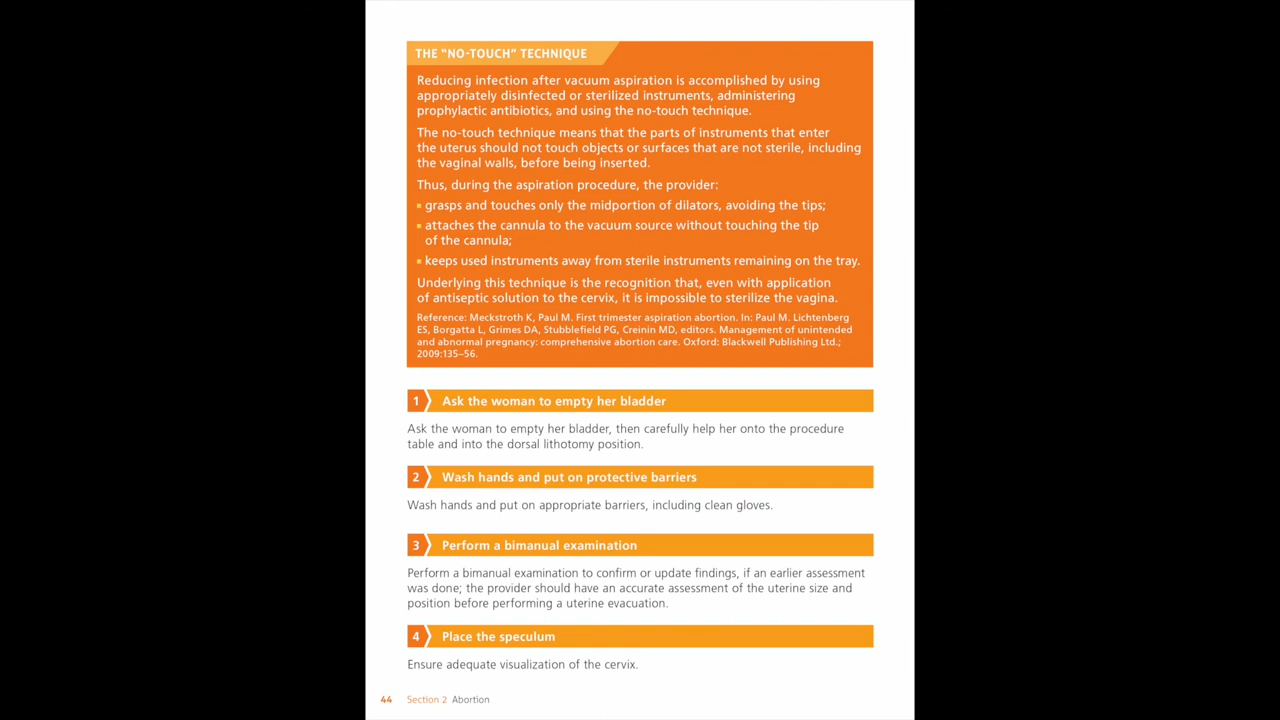 THE “NO-TOUCH” TECHNIQUE
Reducing infection after vacuum aspiration is accomplished by using
appropriately disinfected or sterilized instruments, administering
prophylactic antibiotics, and using the no-touch technique.
The no-touch technique means that the parts of instruments that enter
the uterus should not touch objects or surfaces that are not sterile, including
the vaginal walls, before being inserted.
Thus, during the aspiration procedure, the provider:
▪ grasps and touches only the midportion of dilators, avoiding the tips;
▪ attaches the cannula to the vacuum source without touching the tip
of the cannula;
▪ keeps used instruments away from sterile instruments remaining on the tray.
Underlying this technique is the recognition that, even with application
of antiseptic solution to the cervix, it is impossible to sterilize the vagina.
Reference: Meckstroth K, Paul M. First trimester aspiration abortion. In: Paul M. Lichtenberg
ES, Borgatta L, Grimes DA, Stubblefield PG, Creinin MD, editors. Management of unintended
and abnormal pregnancy: comprehensive abortion care. Oxford: Blackwell Publishing Ltd.;
2009:135–56.
1 Ask the woman to empty her bladder
Ask the woman to empty her bladder, then carefully help her onto the procedure
table and into the dorsal lithotomy position.
2 Wash hands and put on protective barriers
Wash hands and put on appropriate barriers, including clean gloves.
3 Perform a bimanual examination
Perform a bimanual examination to confirm or update findings, if an earlier assessment
was done; the provider should have an accurate assessment of the uterine size and
position before performing a uterine evacuation.
4 Place the speculum
Ensure adequate visualization of the cervix.
44 Section 2 Abortion